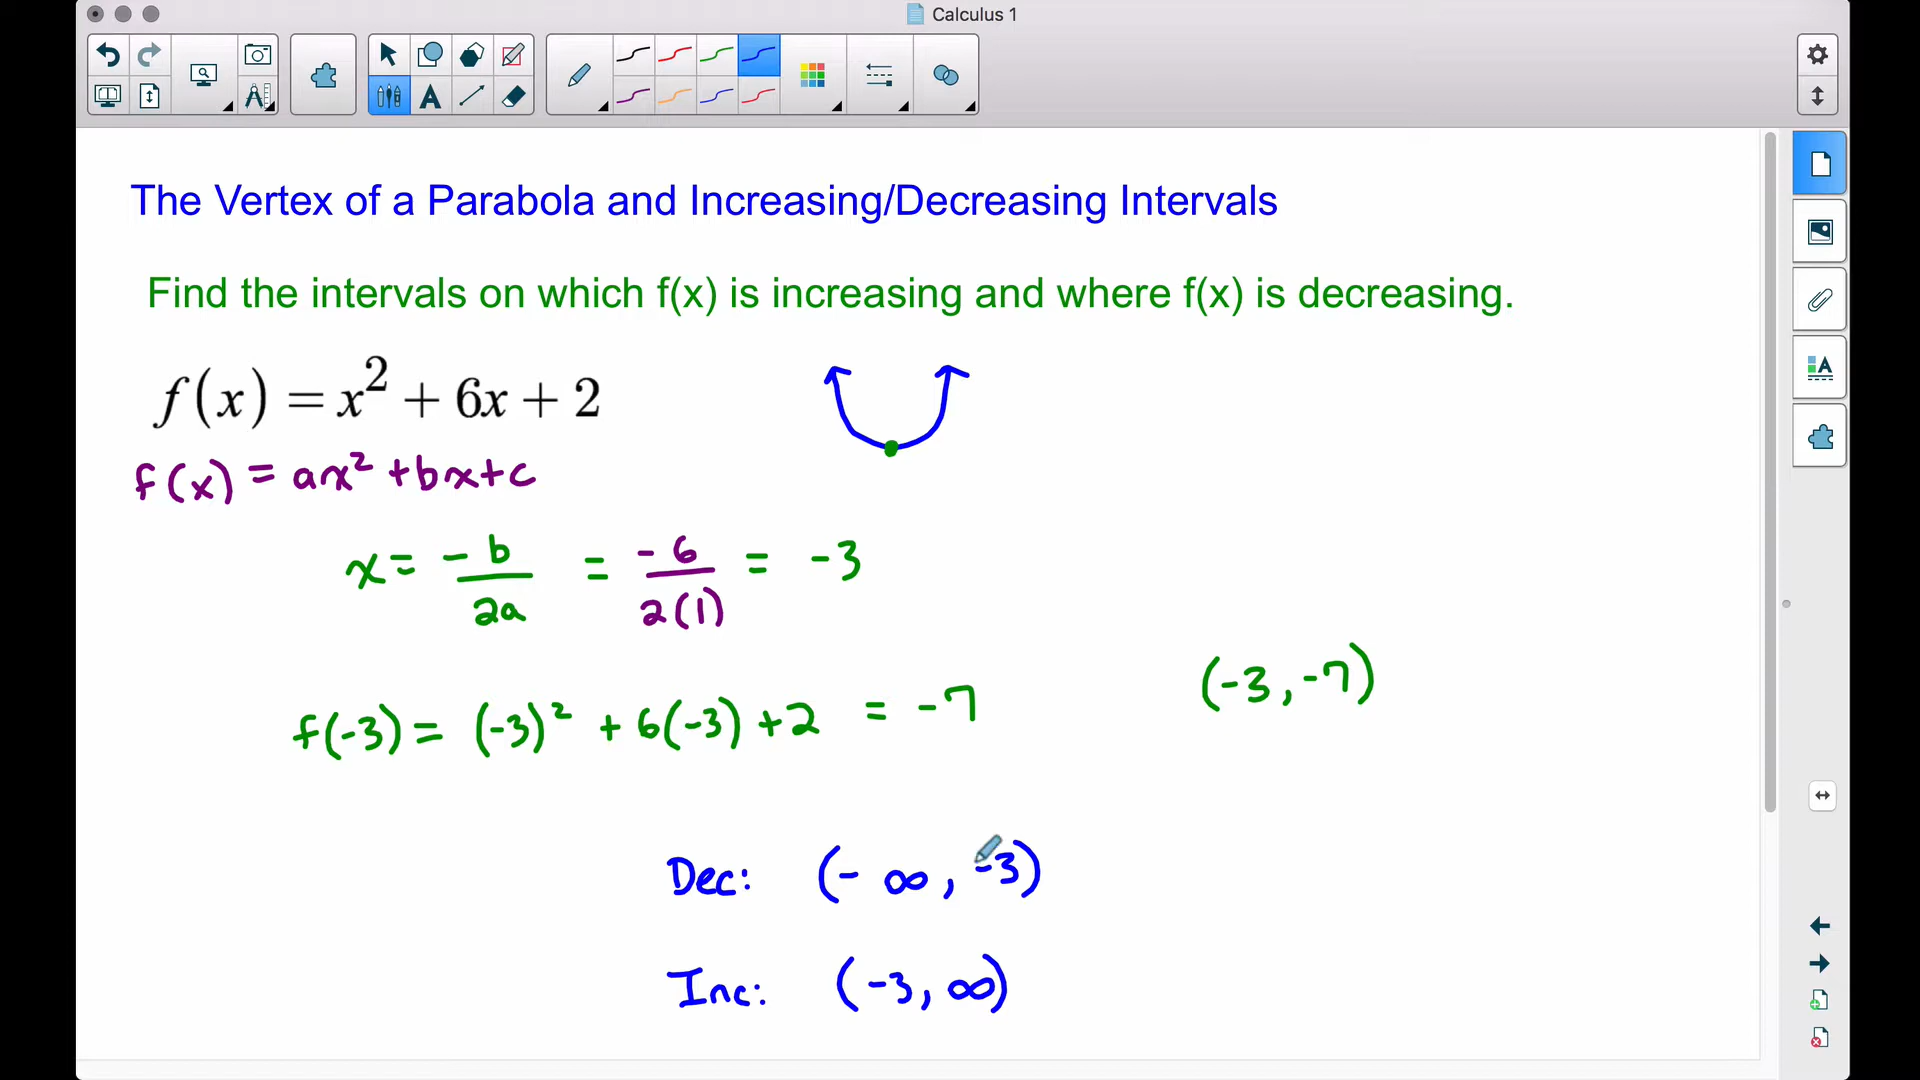 Calculus 1
The Vertex of a Parabola and Increasing/Decreasing Intervals
Find the intervals on which f(x) is increasing and where f(x) is decreasing.
f(x) = x² + 6x + 2
f(x) = ax² + bx + c
x = -b/2a = -6/2(1) = -3
f(-3) = (-3)² + 6(-3) + 2 = -7
(-3, -7)
Dec: (-∞, -3)
Inc: (-3, ∞)